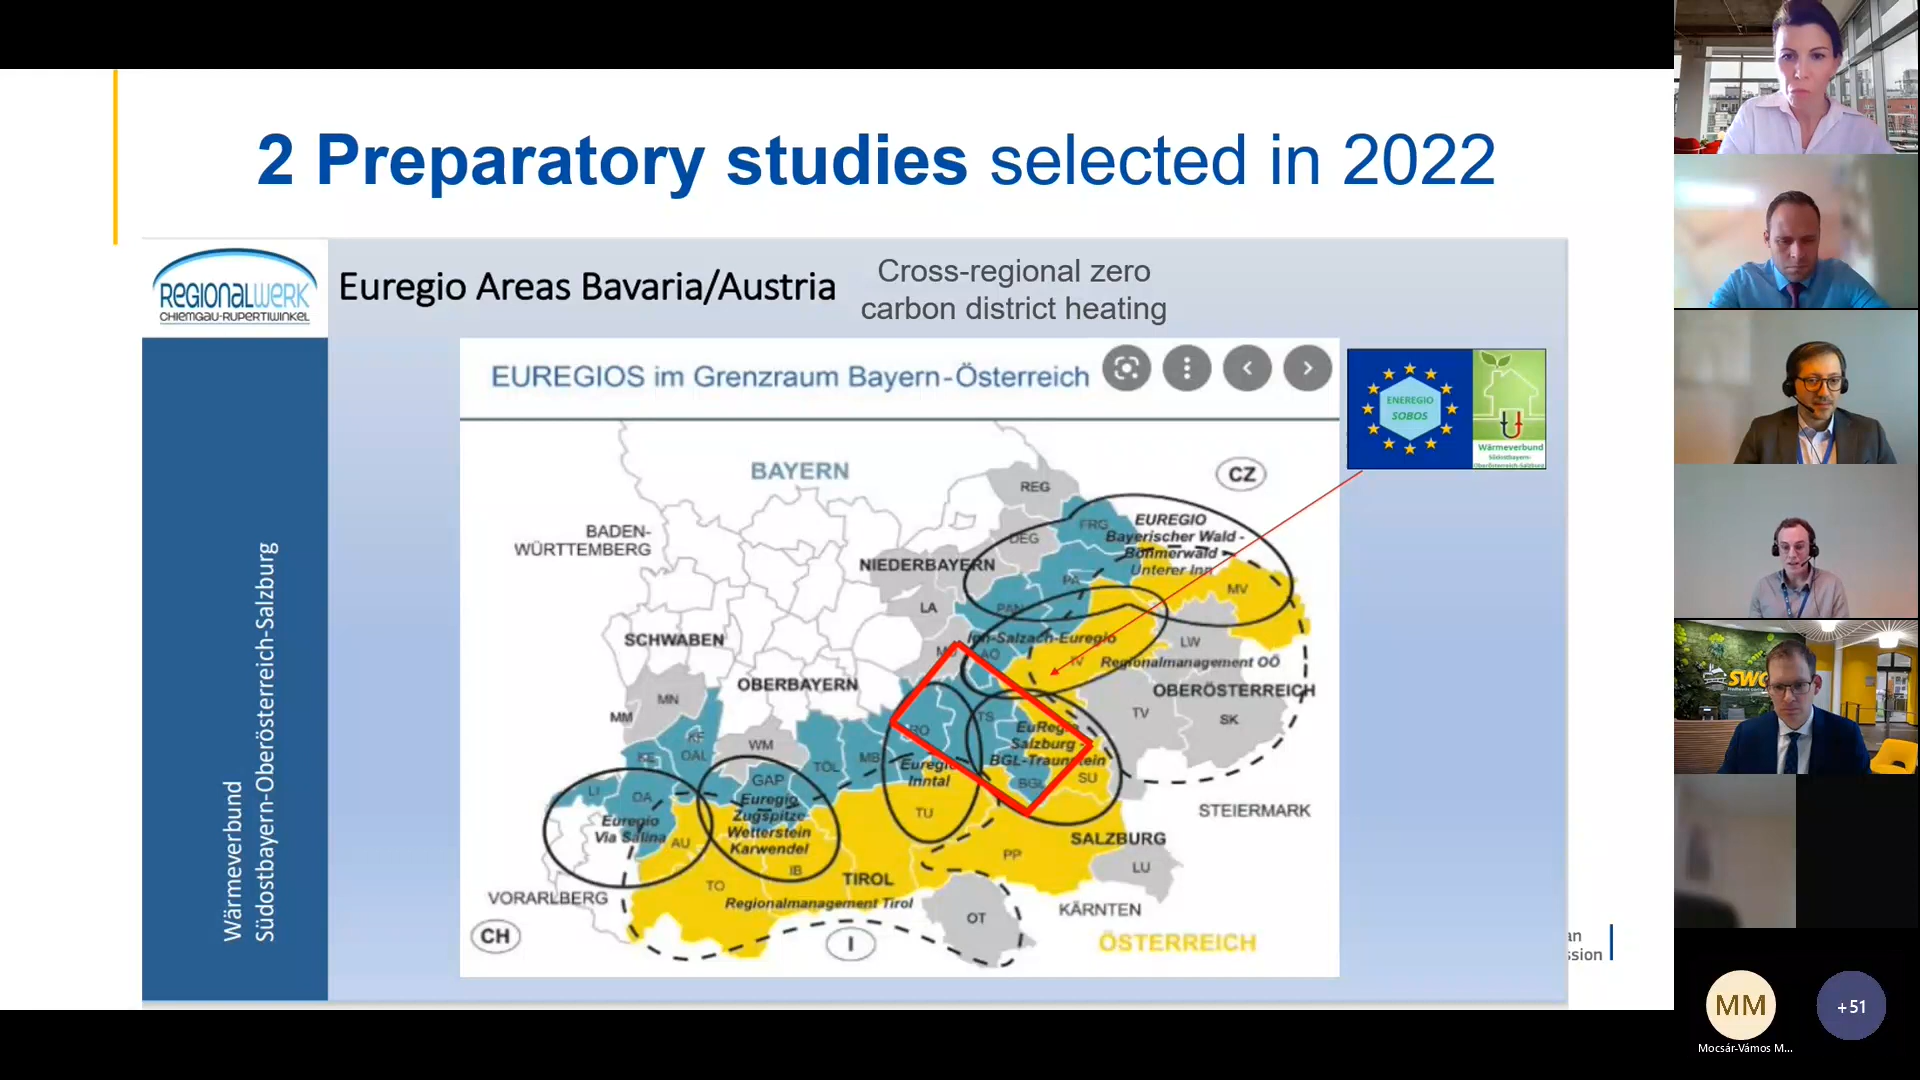 2 Preparatory studies selected in 2022
REGIONALWERK
CHIEMGAU-RUPERTIWINKEL
Euregio Areas Bavaria/Austria
Cross-regional zero
carbon district heating
EUREGIOS im Grenzraum Bayern-Österreich
ENEREGIO
SOBOS
Wärmeverbund
Südostbayern-
Oberösterreich-Salzburg
Wärmeverbund
Südostbayern-Oberösterreich-Salzburg
BAYERN
CZ
REG
BADEN-
WÜRTTEMBERG
FRG
EUREGIO
Bayerischer Wald -
Böhmerwald -
Unterer Inn
DEG
NIEDERBAYERN
PA
MV
LA
PAN
SCHWABEN
Inn-Salzach-Euregio
LW
MÜ
AÖ
Regionalmanagement OÖ
OBERBAYERN
OBERÖSTERREICH
MN
MM
TS
TV
SK
RO
EuRegio
Salzburg -
BGL-Traunstein
KF
OAL
WM
TÖL
MB
Euregio
Inntal
BGL
SU
GAP
LI
OA
Euregio
Via Salina
AU
Euregio
Zugspitze-
Wetterstein
Karwendel
TU
STEIERMARK
SALZBURG
PP
LU
IB
TO
TIROL
VORARLBERG
Regionalmanagement Tirol
OT
KÄRNTEN
CH
I
ÖSTERREICH
an
ssion
SWC
MM
+51
Mocsár-Vámos M...